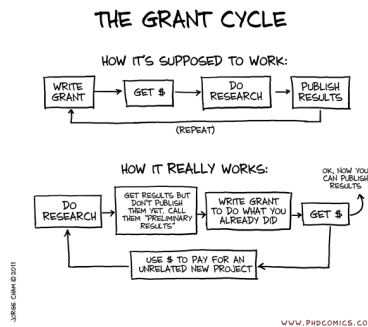 THE GRANT CYCLE
HOW IT'S SUPPOSED TO WORK:
WRITE
GRANT
GET $
DO
RESEARCH
PUBLISH
RESULTS
(REPEAT)
HOW IT REALLY WORKS:
DO
RESEARCH
GET RESULTS BUT
DON'T PUBLISH
THEM YET. CALL
THEM "PRELIMINARY
RESULTS"
WRITE GRANT
TO DO WHAT YOU
ALREADY DID
GET $
OK, NOW YOU
CAN PUBLISH
RESULTS
USE $ TO PAY FOR AN
UNRELATED NEW PROJECT
JORGE CHAM © 2011
WWW.PHDCOMICS.CO